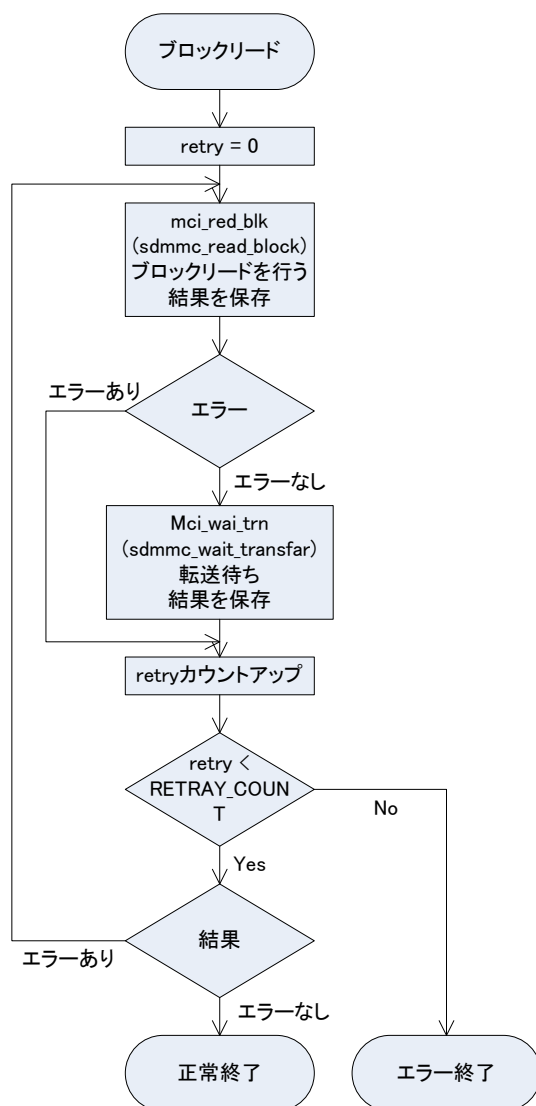 ブロックリード
retry = 0
mci_red_blk
(sdmmc_read_block)
ブロックリードを行う
結果を保存
エラーあり
エラー
エラーなし
Mci_wai_trn
(sdmmc_wait_transfar)
転送待ち
結果を保存
retryカウントアップ
retry <
RETRAY_COUN
T
No
Yes
結果
エラーあり
エラーなし
正常終了
エラー終了